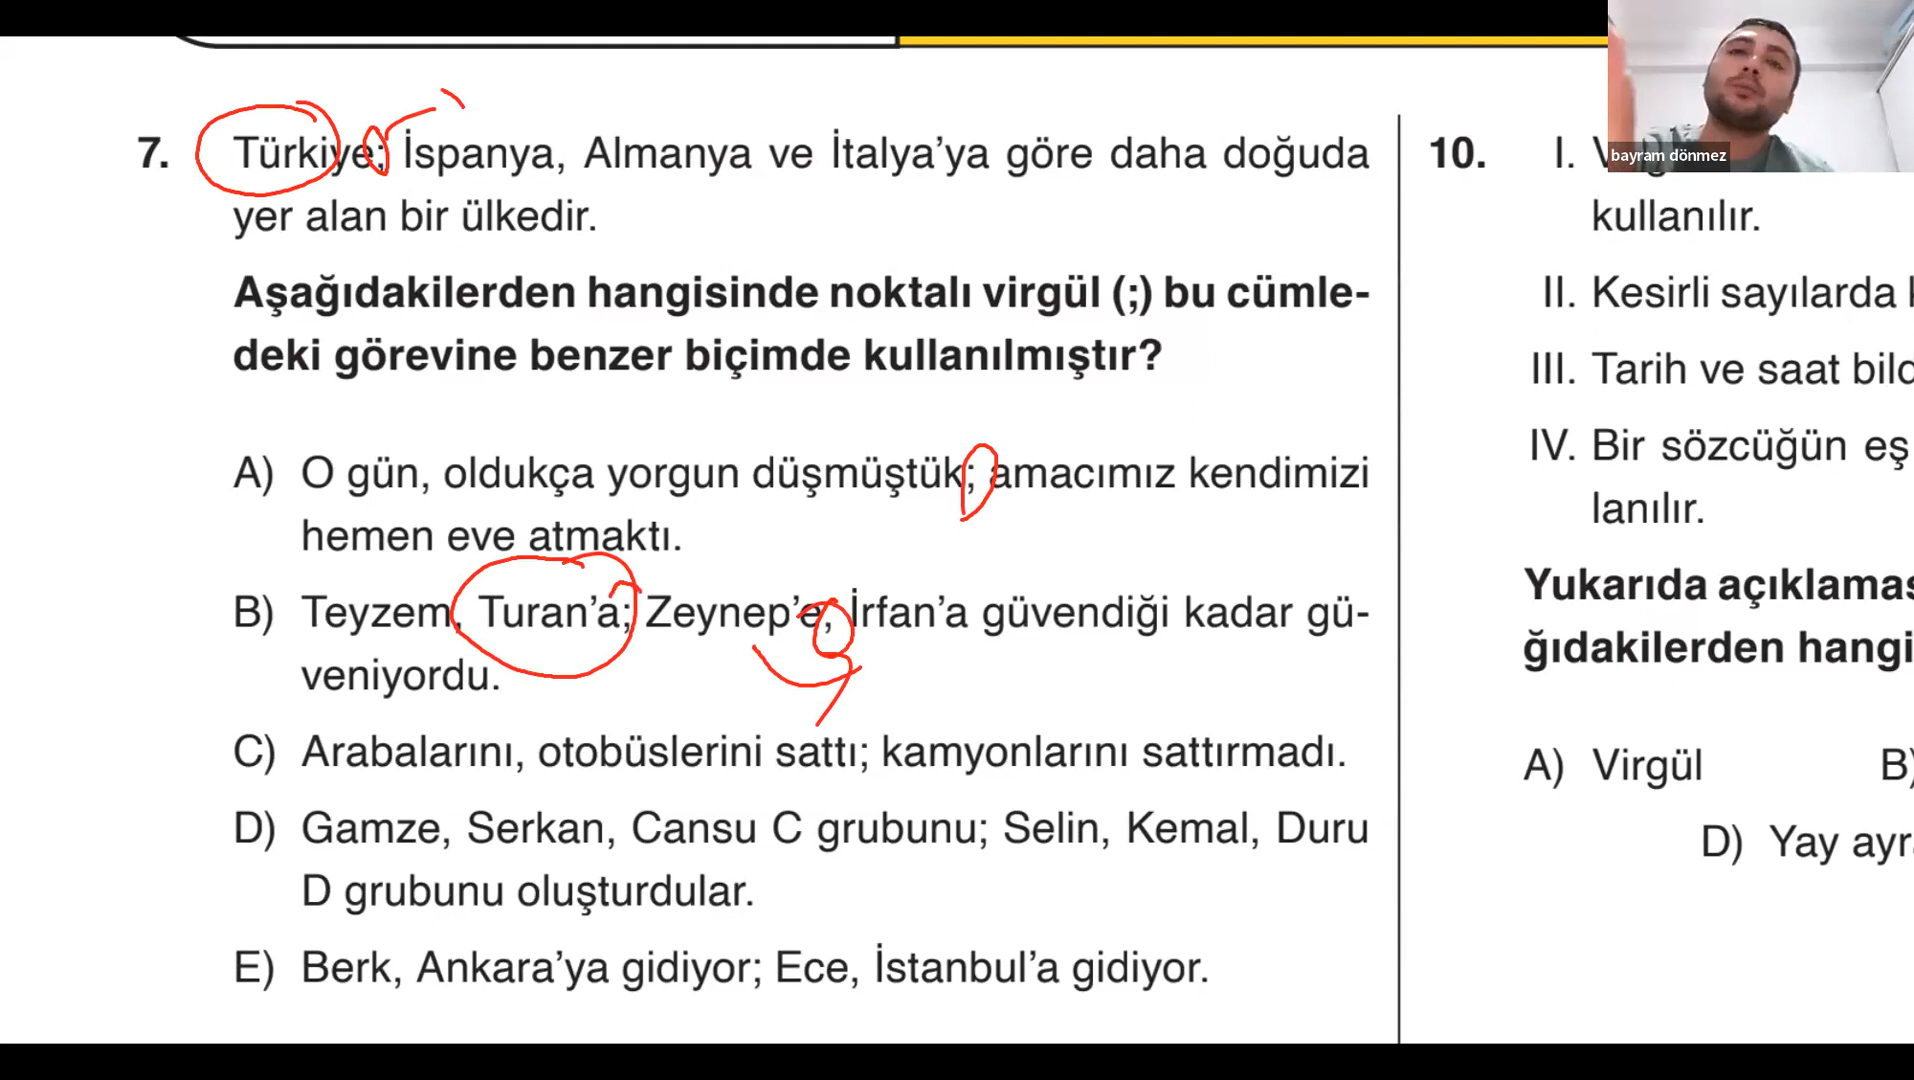 bayram dönmez
7. Türkiye; İspanya, Almanya ve İtalya’ya göre daha doğuda
yer alan bir ülkedir.
Aşağıdakilerden hangisinde noktalı virgül (;) bu cümle-
deki görevine benzer biçimde kullanılmıştır?
A) O gün, oldukça yorgun düşmüştük; amacımız kendimizi
hemen eve atmaktı.
B) Teyzem, Turan’a; Zeynep’e, İrfan’a güvendiği kadar gü-
veniyordu.
C) Arabalarını, otobüslerini sattı; kamyonlarını sattırmadı.
D) Gamze, Serkan, Cansu C grubunu; Selin, Kemal, Duru
D grubunu oluşturdular.
E) Berk, Ankara’ya gidiyor; Ece, İstanbul’a gidiyor.
10. I.
kullanılır.
II. Kesirli sayılarda
III. Tarih ve saat bild
IV. Bir sözcüğün eş
lanılır.
Yukarıda açıklamas
ğıdakilerden hangi
A) Virgül B)
D) Yay ayr